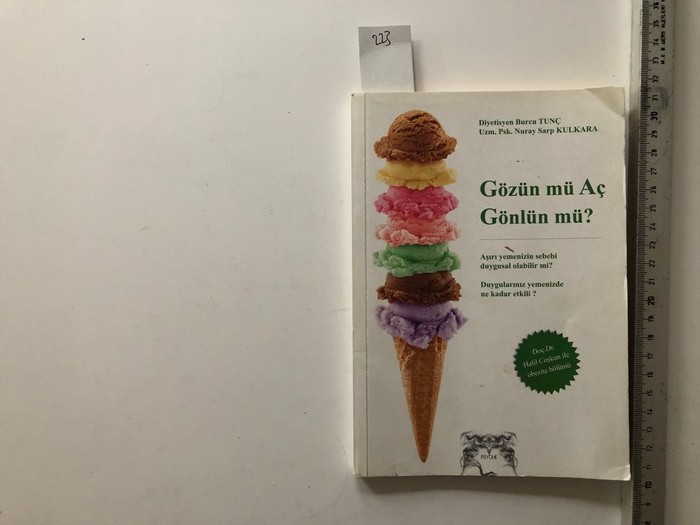 223
Diyetisyen Burcu TUNÇ
Uzm. Psk. Nuray Sarp KULKARA
Gözün mü Aç
Gönlün mü?
Aşırı yemenizin sebebi
duygusal olabilir mi?
Duygularınız yemenizde
ne kadar etkili ?
Doç.Dr.
Halil Coşkun ile
obezite bölümü
PSYCHE